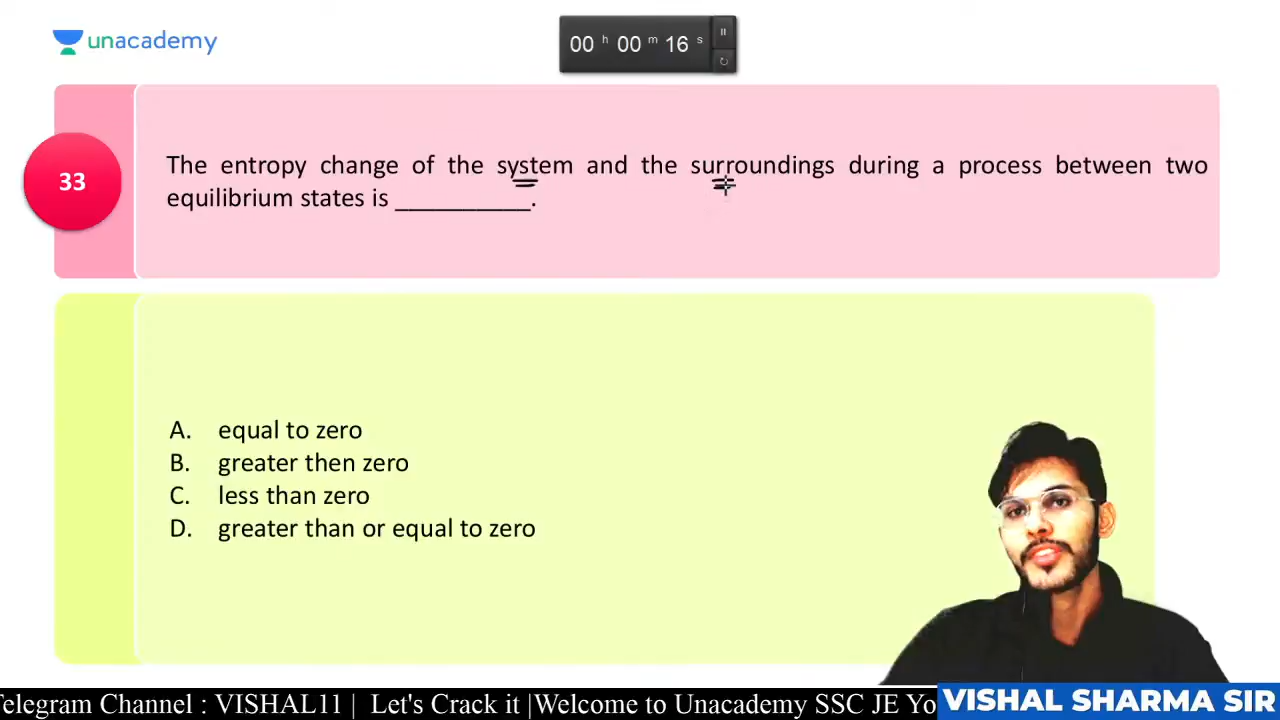 unacademy
00 h 00 m 16 s
33
The entropy change of the system and the surroundings during a process between two
equilibrium states is __________.
A. equal to zero
B. greater then zero
C. less than zero
D. greater than or equal to zero
elegram Channel : VISHAL11 | Let's Crack it |Welcome to Unacademy SSC JE Yo
VISHAL SHARMA SIR